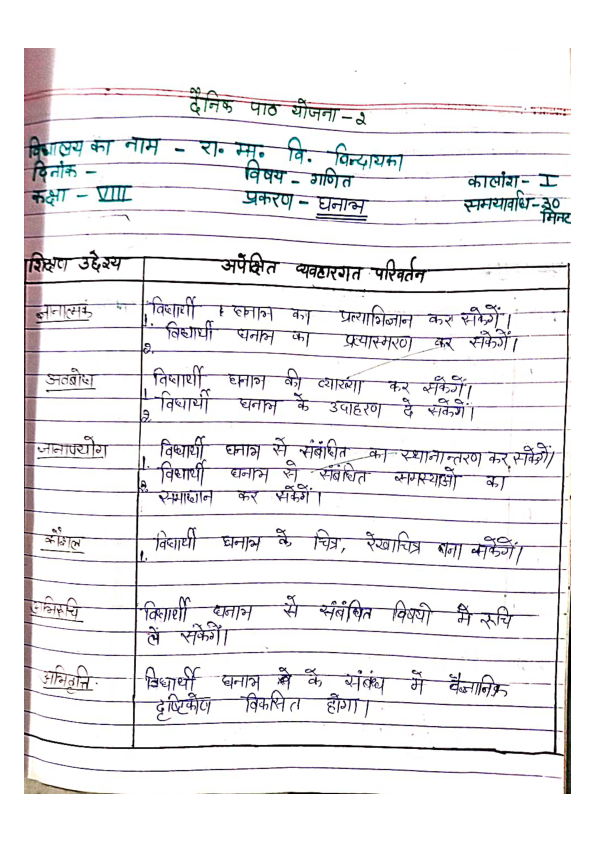 दैनिक पाठ योजना - २
विद्यालय का नाम - रा. मा. वि. विन्दायका
दिनांक - विषय - गणित कालांश - I
कक्षा - VIII प्रकरण - घनाभ समयावधि - 30 मिनट
शिक्षण उद्देश्य अपेक्षित व्यवहारगत परिवर्तन
ज्ञानात्मक 1. विद्यार्थी घनाभ का प्रत्याभिज्ञान कर सकेगें।
2. विद्यार्थी घनाभ का प्रत्यास्मरण कर सकेगें।
अवबोध 1. विद्यार्थी घनाभ की व्याख्या कर सकेगें।
2. विद्यार्थी घनाभ के उदाहरण दे सकेगें।
ज्ञानोपयोग 1. विद्यार्थी घनाभ से संबंधित का स्थानान्तरण कर सकेगें।
2. विद्यार्थी घनाभ से संबंधित समस्याओं का
समाधान कर सकेगें।
कौशल 1. विद्यार्थी घनाभ के चित्र, रेखाचित्र बना सकेगें।
अभिरुचि विद्यार्थी घनाभ से संबंधित विषयो में रुचि
लें सकेगें।
अभिवृत्ति विद्यार्थी घनाभ के संबंध में वैज्ञानिक
दृष्टिकोण विकसित होगा।